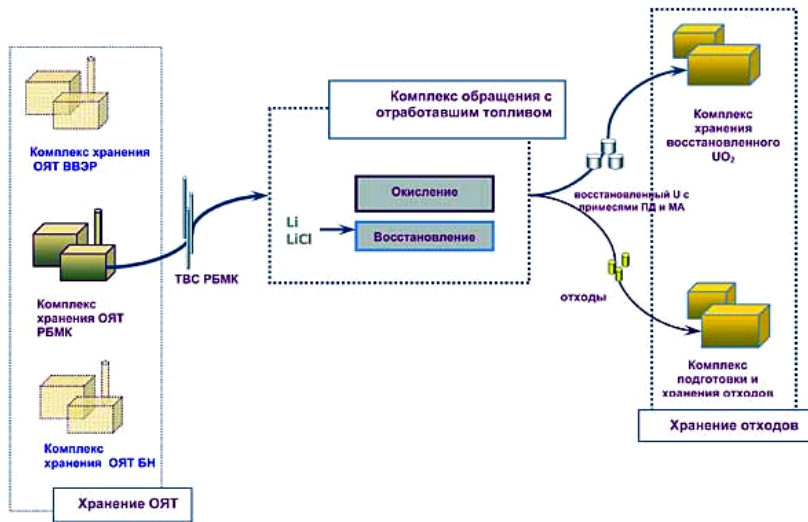 Комплекс хранения
ОЯТ ВВЭР
Комплекс
хранения ОЯТ
РБМК
Комплекс
хранения ОЯТ БН
Хранение ОЯТ
ТВС РБМК
Комплекс обращения с
отработавшим топливом
Окисление
Li
LiCl
Восстановление
восстановленный U с
примесями ПД и МА
отходы
Комплекс
хранения
восстановленного
UO₂
Комплекс
подготовки и
хранения отходов
Хранение отходов